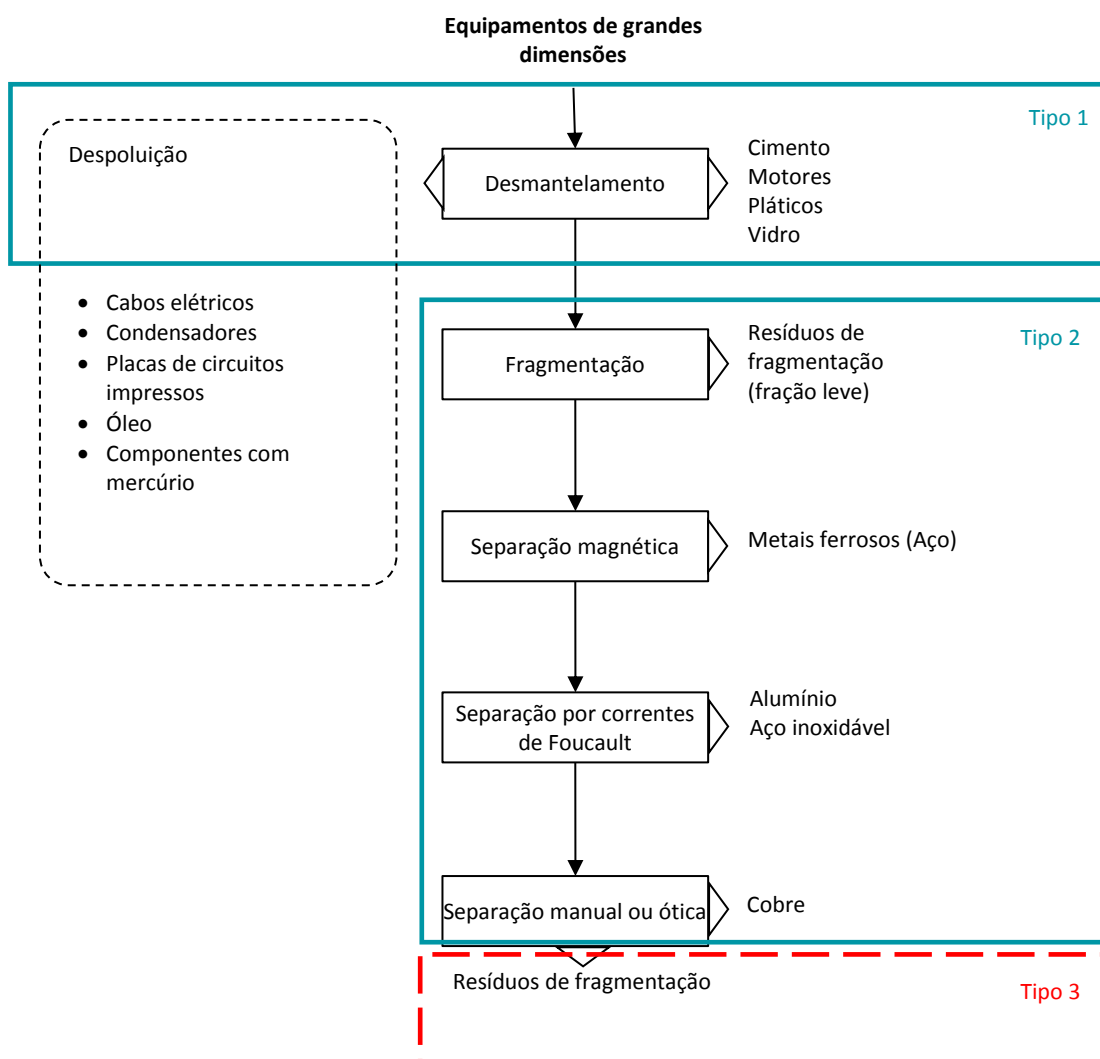 Equipamentos de grandes
dimensões
Tipo 1
Despoluição
Desmantelamento
Cimento
Motores
Pláticos
Vidro
• Cabos elétricos
• Condensadores
• Placas de circuitos
impressos
• Óleo
• Componentes com
mercúrio
Tipo 2
Fragmentação
Resíduos de
fragmentação
(fração leve)
Separação magnética
Metais ferrosos (Aço)
Separação por correntes
de Foucault
Alumínio
Aço inoxidável
Separação manual ou ótica
Cobre
Resíduos de fragmentação
Tipo 3